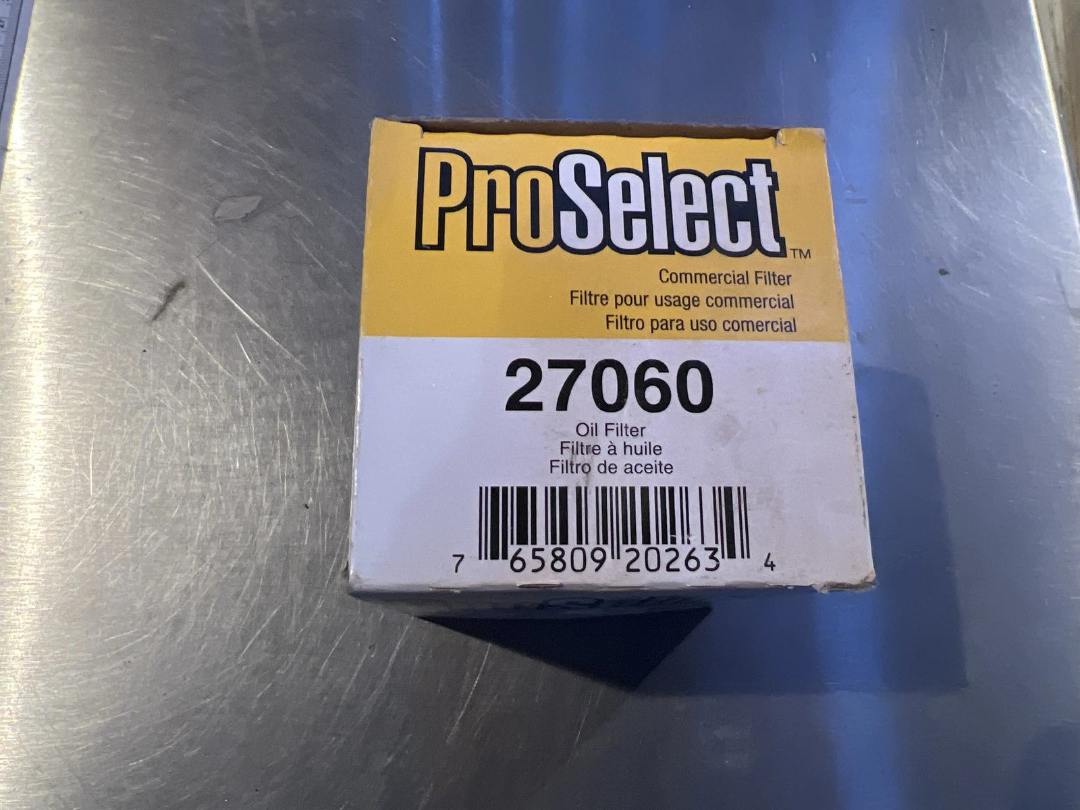 ProSelect™
Commercial Filter
Filtre pour usage commercial
Filtro para uso comercial
27060
Oil Filter
Filtre à huile
Filtro de aceite
7 65809 20263 4